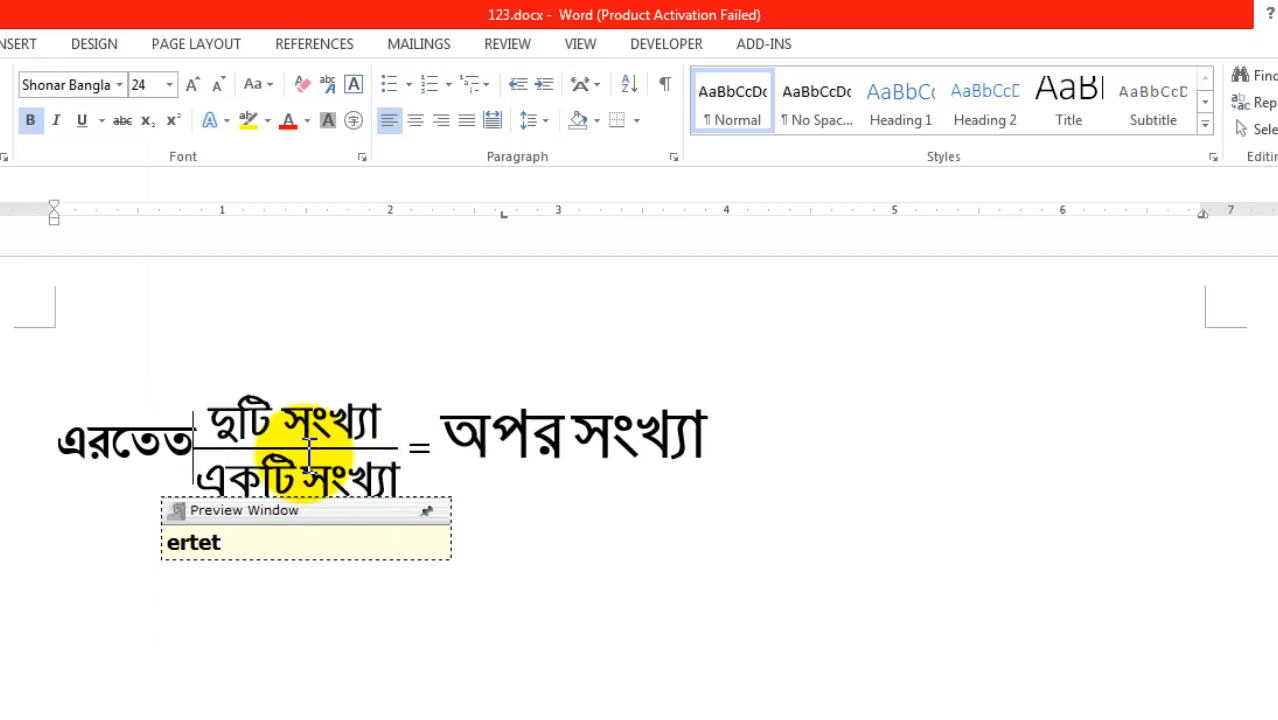 123.docx - Word (Product Activation Failed)
?
NSERT DESIGN PAGE LAYOUT REFERENCES MAILINGS REVIEW VIEW DEVELOPER ADD-INS
Shonar Bangla 24 Aa
AaBbCcDc AaBbCcDc AaBbCc AaBbCcD AaBl AaBbCcD
¶ Normal ¶ No Spac... Heading 1 Heading 2 Title Subtitle
Find
Rep
Sele
Font Paragraph Styles Editin
1 2 3 4 5 6 7
দুটি সংখ্যা
এরতেত = অপর সংখ্যা
একটি সংখ্যা
Preview Window
ertet